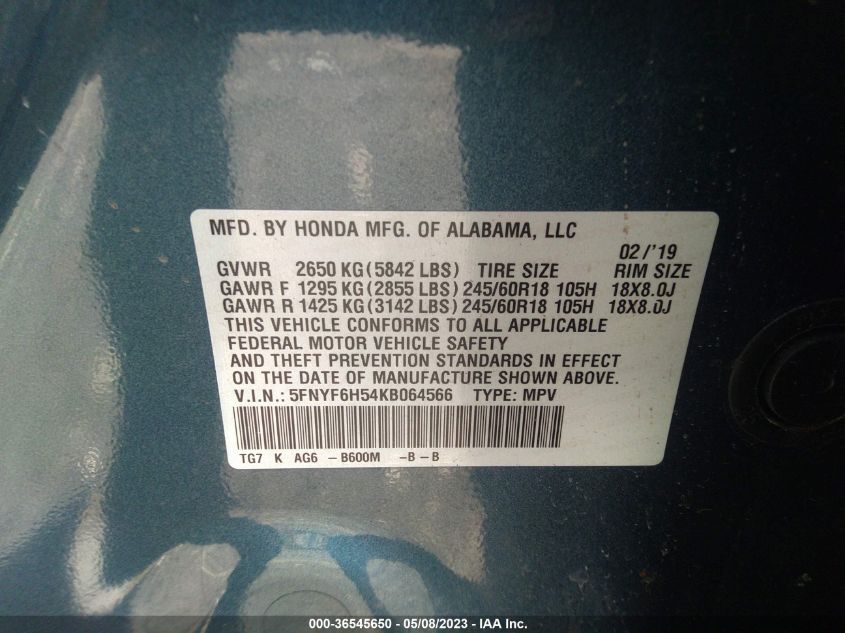 MFD. BY HONDA MFG. OF ALABAMA, LLC
02/'19
GVWR 2650 KG (5842 LBS) TIRE SIZE RIM SIZE
GAWR F 1295 KG (2855 LBS) 245/60R18 105H 18X8.0J
GAWR R 1425 KG (3142 LBS) 245/60R18 105H 18X8.0J
THIS VEHICLE CONFORMS TO ALL APPLICABLE
FEDERAL MOTOR VEHICLE SAFETY
AND THEFT PREVENTION STANDARDS IN EFFECT
ON THE DATE OF MANUFACTURE SHOWN ABOVE.
V.I.N.: 5FNYF6H54KB064566 TYPE: MPV
TG7 K AG6 -B600M -B -B
000-36545650 - 05/08/2023 - IAA Inc.